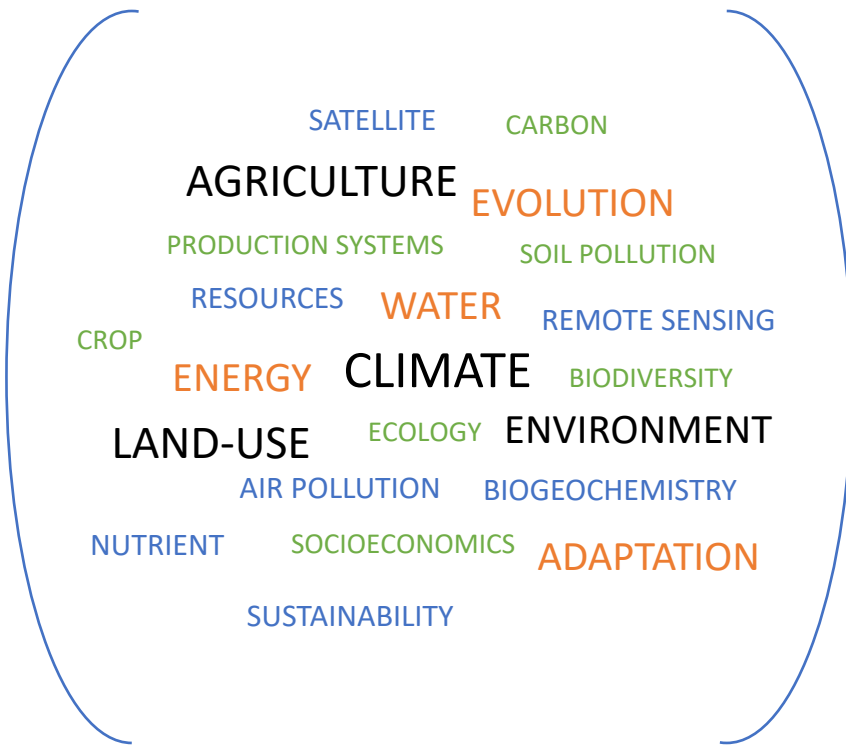 SATELLITE
CARBON
AGRICULTURE
EVOLUTION
PRODUCTION SYSTEMS
SOIL POLLUTION
RESOURCES
WATER
REMOTE SENSING
CROP
ENERGY
CLIMATE
BIODIVERSITY
LAND-USE
ECOLOGY
ENVIRONMENT
AIR POLLUTION
BIOGEOCHEMISTRY
NUTRIENT
SOCIOECONOMICS
ADAPTATION
SUSTAINABILITY